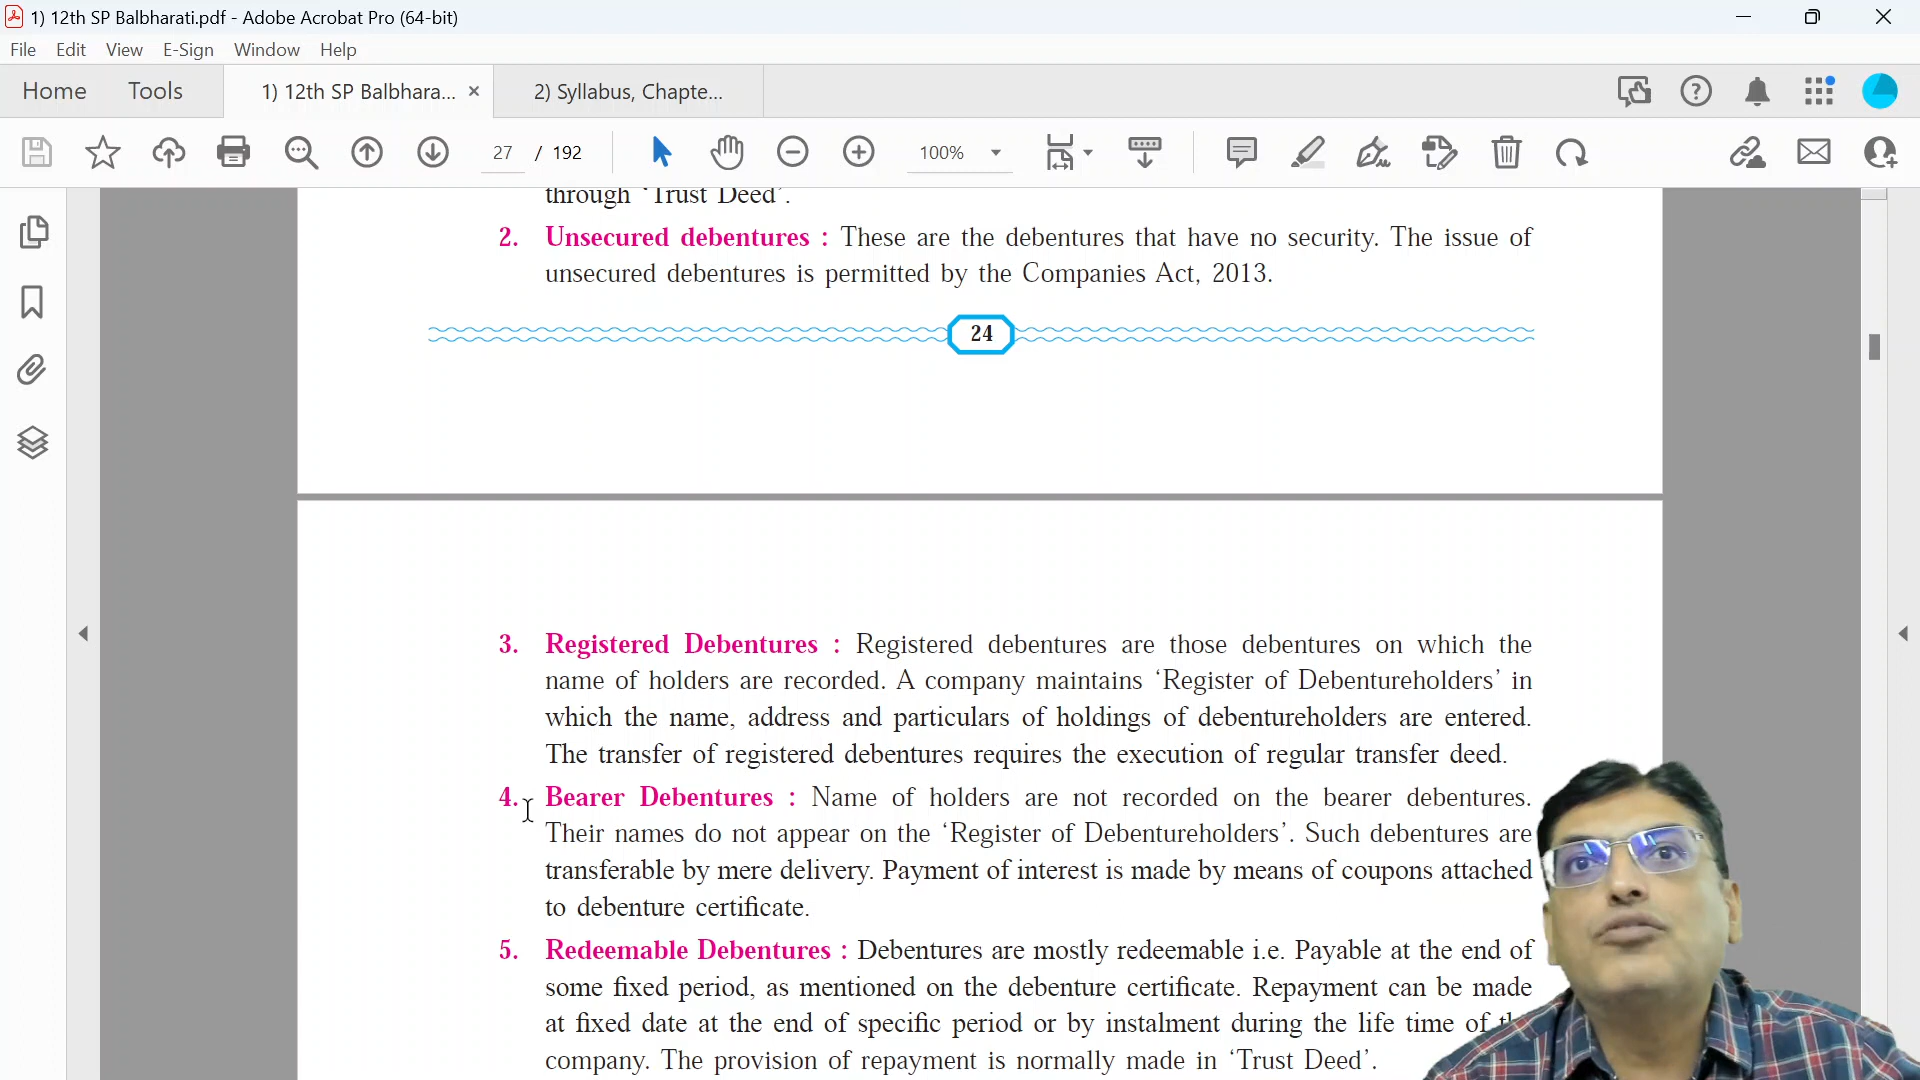 1) 12th SP Balbharati.pdf - Adobe Acrobat Pro (64-bit)
File Edit View E-Sign Window Help
Home Tools 1) 12th SP Balbhara... × 2) Syllabus, Chapte...
27 / 192 100%
through ‘Trust Deed’.
2. Unsecured debentures : These are the debentures that have no security. The issue of
unsecured debentures is permitted by the Companies Act, 2013.
24
3. Registered Debentures : Registered debentures are those debentures on which the
name of holders are recorded. A company maintains ‘Register of Debentureholders’ in
which the name, address and particulars of holdings of debentureholders are entered.
The transfer of registered debentures requires the execution of regular transfer deed.
4. Bearer Debentures : Name of holders are not recorded on the bearer debentures.
Their names do not appear on the ‘Register of Debentureholders’. Such debentures are
transferable by mere delivery. Payment of interest is made by means of coupons attached
to debenture certificate.
5. Redeemable Debentures : Debentures are mostly redeemable i.e. Payable at the end of
some fixed period, as mentioned on the debenture certificate. Repayment can be made
at fixed date at the end of specific period or by instalment during the life time of
company. The provision of repayment is normally made in ‘Trust Deed’.